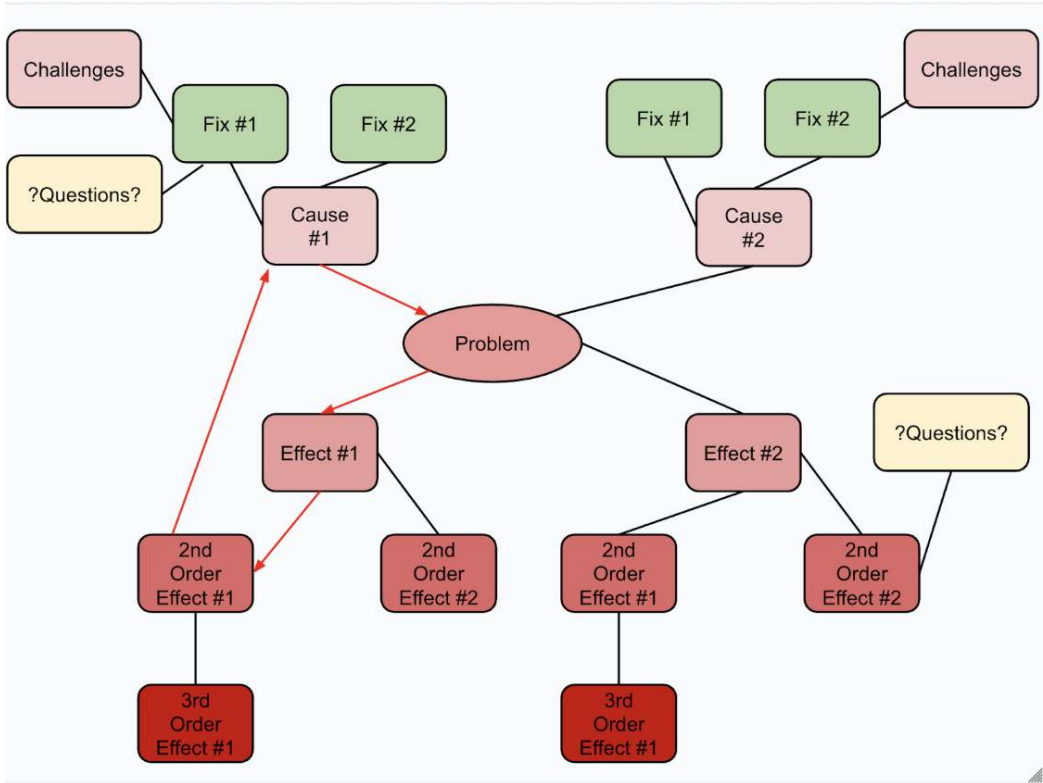 Challenges
Challenges
Fix #1
Fix #2
Fix #1
Fix #2
?Questions?
Cause
#1
Cause
#2
Problem
Effect #1
Effect #2
?Questions?
2nd
Order
Effect #1
2nd
Order
Effect #2
2nd
Order
Effect #1
2nd
Order
Effect #2
3rd
Order
Effect #1
3rd
Order
Effect #1